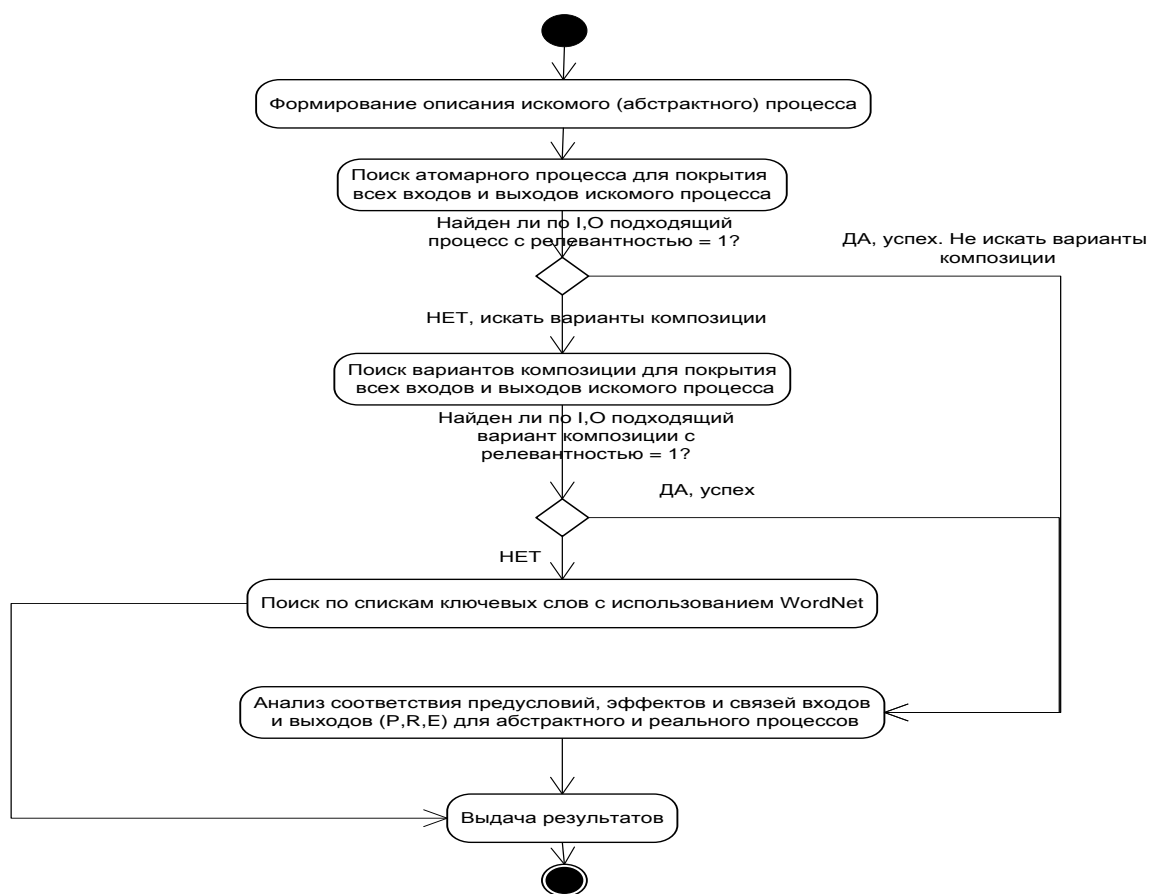 Формирование описания искомого (абстрактного) процесса
Поиск атомарного процесса для покрытия
всех входов и выходов искомого процесса
Найден ли по I,O подходящий
процесс с релевантностью = 1?
ДА, успех. Не искать варианты
композиции
НЕТ, искать варианты композиции
Поиск вариантов композиции для покрытия
всех входов и выходов искомого процесса
Найден ли по I,O подходящий
вариант композиции с
релевантностью = 1?
ДА, успех
НЕТ
Поиск по спискам ключевых слов с использованием WordNet
Анализ соответствия предусловий, эффектов и связей входов
и выходов (P,R,E) для абстрактного и реального процессов
Выдача результатов